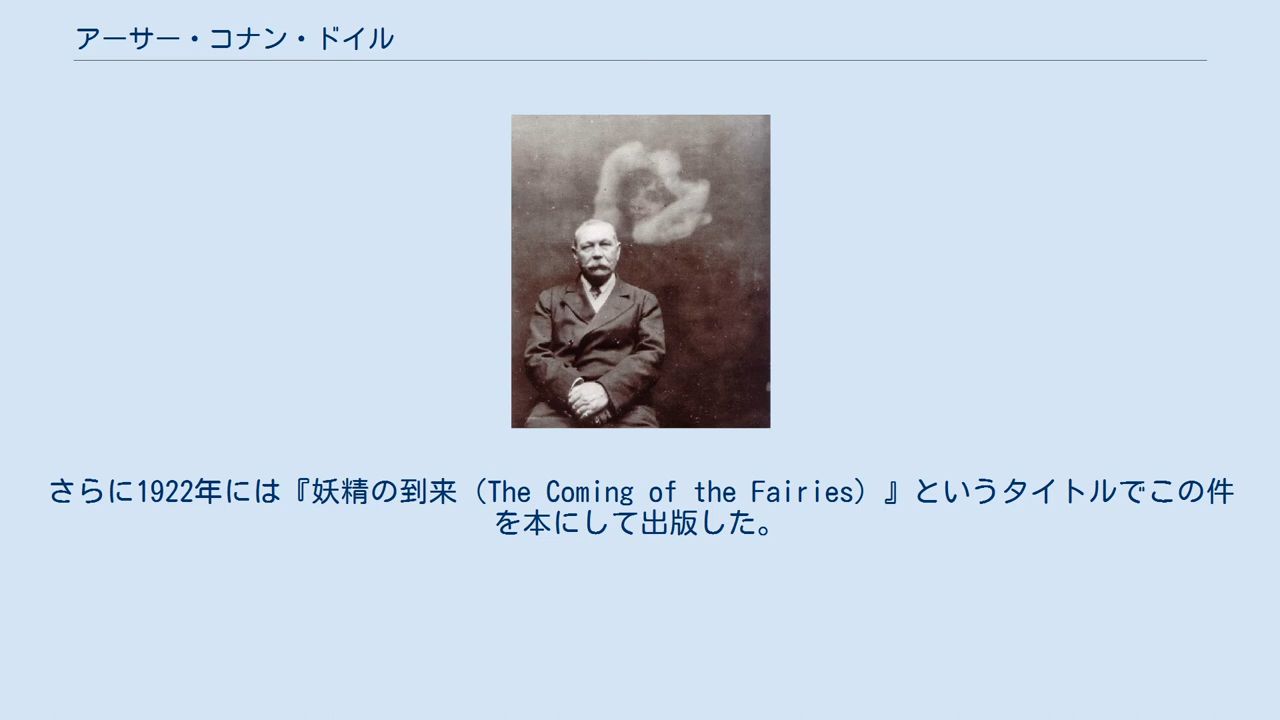 アーサー・コナン・ドイル
さらに1922年には『妖精の到来（The Coming of the Fairies）』というタイトルでこの件
を本にして出版した。